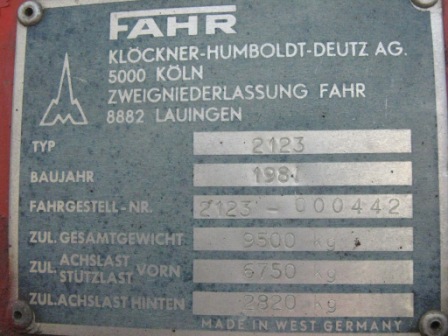 FAHR
KLÖCKNER-HUMBOLDT-DEUTZ AG.
5000 KÖLN
ZWEIGNIEDERLASSUNG FAHR
8882 LAUINGEN
TYP 2123
BAUJAHR
FAHRGESTELL-NR. 2123-000442
ZUL. GESAMTGEWICHT 9500 kg
ZUL. ACHSLAST STÜTZLAST VORN 6750 kg
ZUL. ACHSLAST HINTEN 2820 kg
MADE IN WEST GERMANY